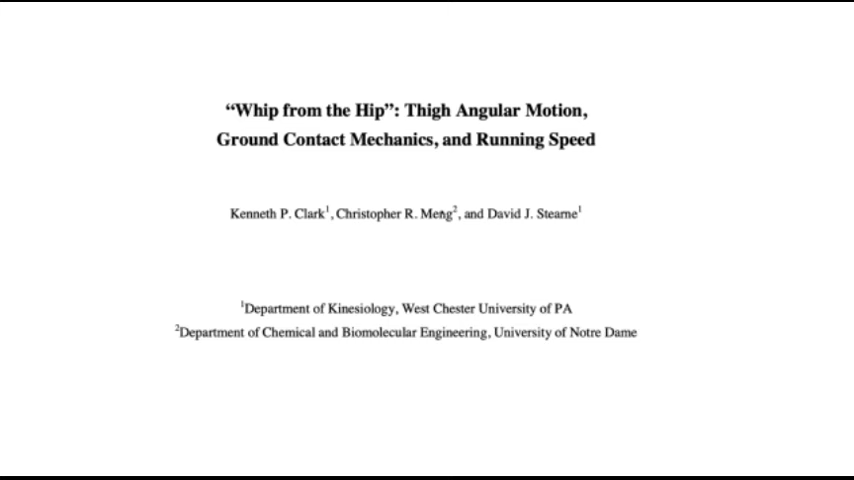 “Whip from the Hip”: Thigh Angular Motion,
Ground Contact Mechanics, and Running Speed
Kenneth P. Clark¹, Christopher R. Meng², and David J. Stearne¹
¹Department of Kinesiology, West Chester University of PA
²Department of Chemical and Biomolecular Engineering, University of Notre Dame